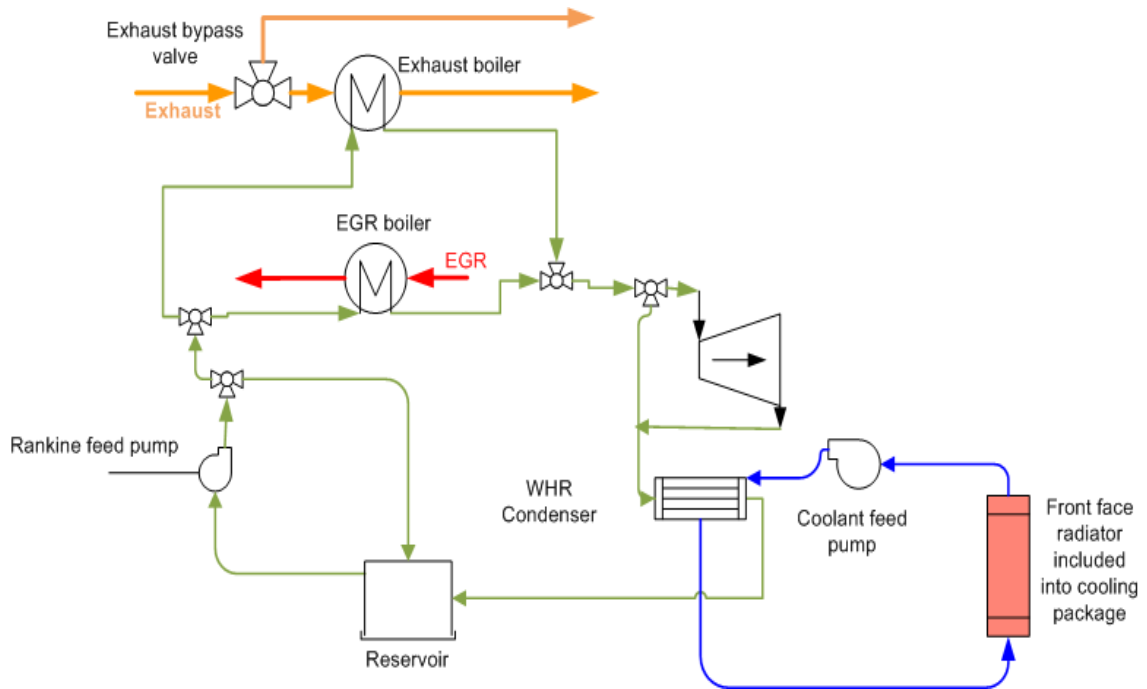 Exhaust bypass
valve
Exhaust boiler
Exhaust
EGR boiler
EGR
Rankine feed pump
WHR
Condenser
Coolant feed
pump
Front face
radiator
included
into cooling
package
Reservoir